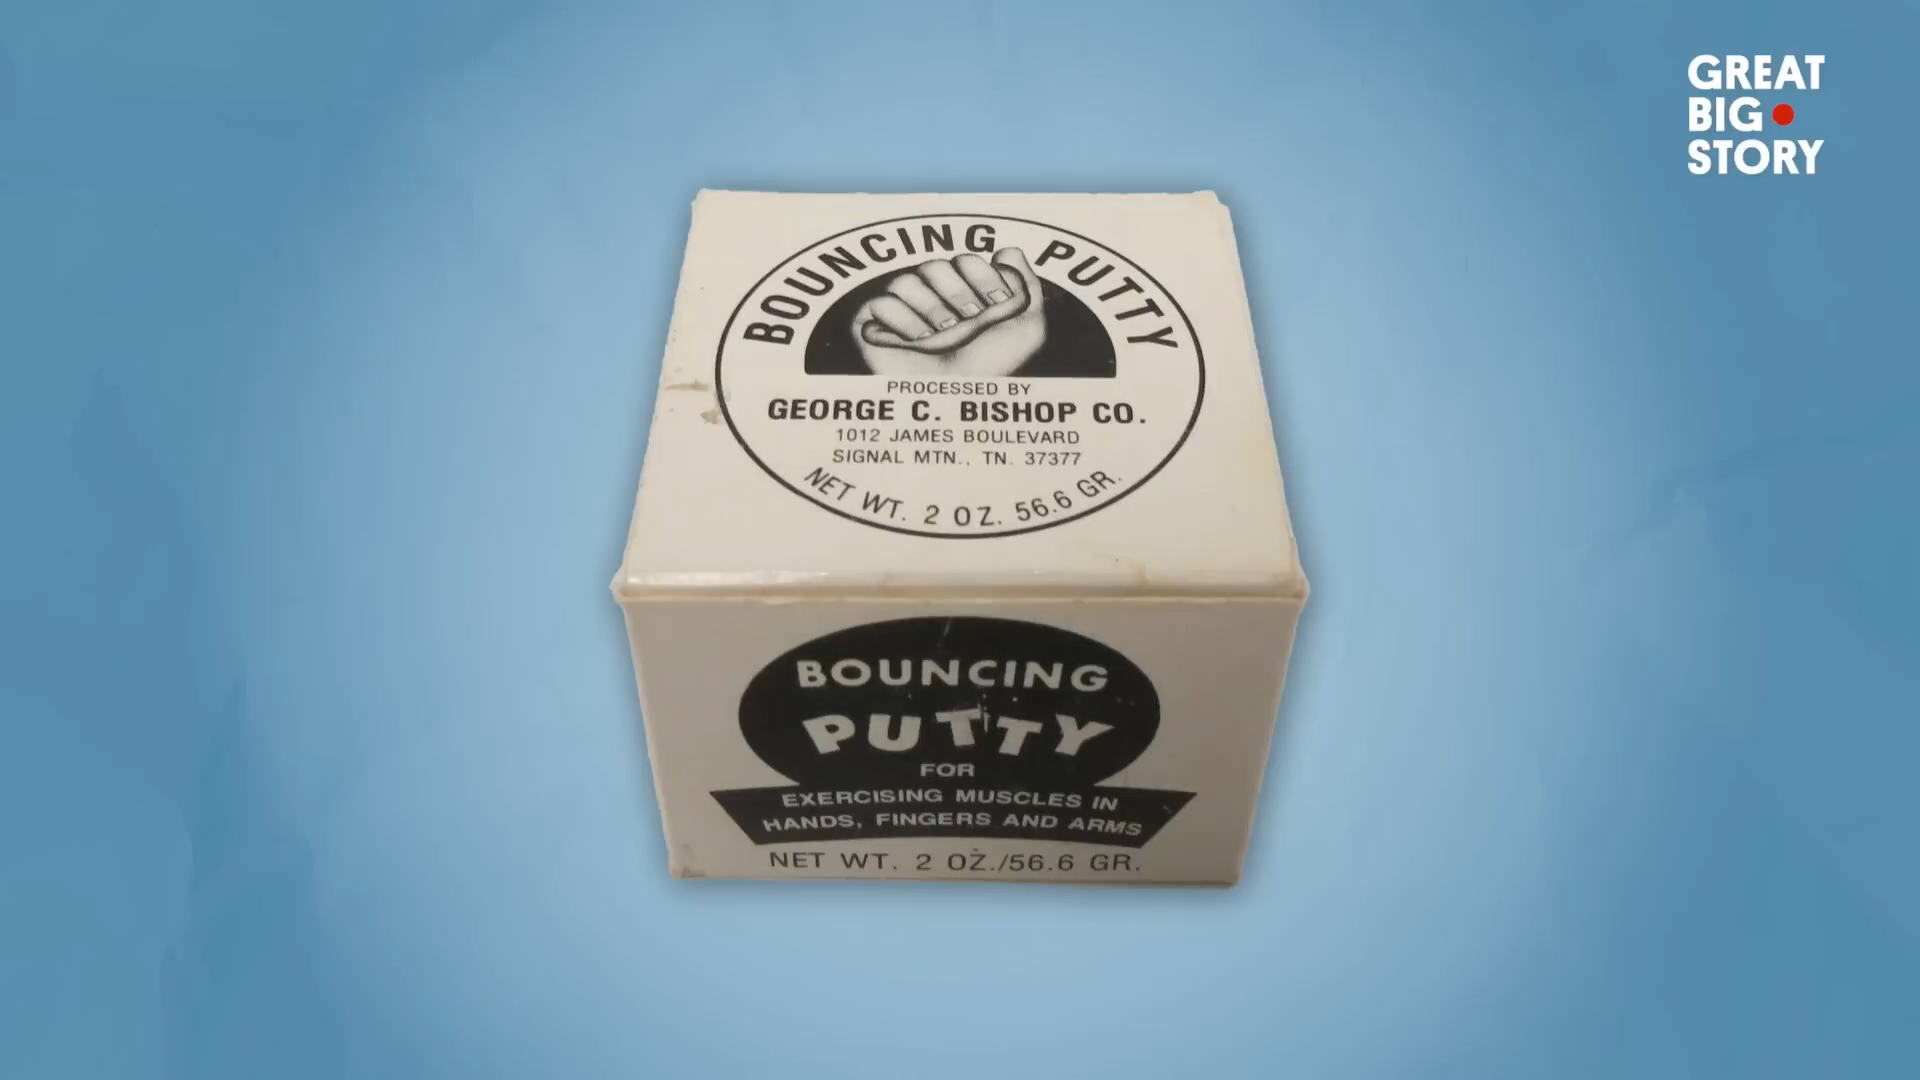 GREAT
BIG
STORY
BOUNCING PUTTY
PROCESSED BY
GEORGE C. BISHOP CO.
1012 JAMES BOULEVARD
SIGNAL MTN., TN. 37377
NET WT. 2 OZ. 56.6 GR.
BOUNCING
PUTTY
FOR
EXERCISING MUSCLES IN
HANDS, FINGERS AND ARMS
NET WT. 2 OZ./56.6 GR.